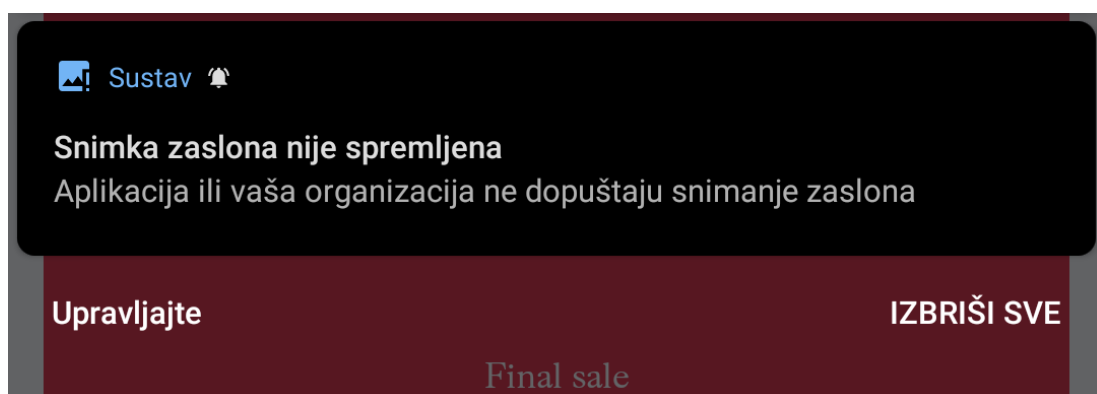 Sustav
Snimka zaslona nije spremljena
Aplikacija ili vaša organizacija ne dopuštaju snimanje zaslona
Upravljajte
IZBRIŠI SVE
Final sale